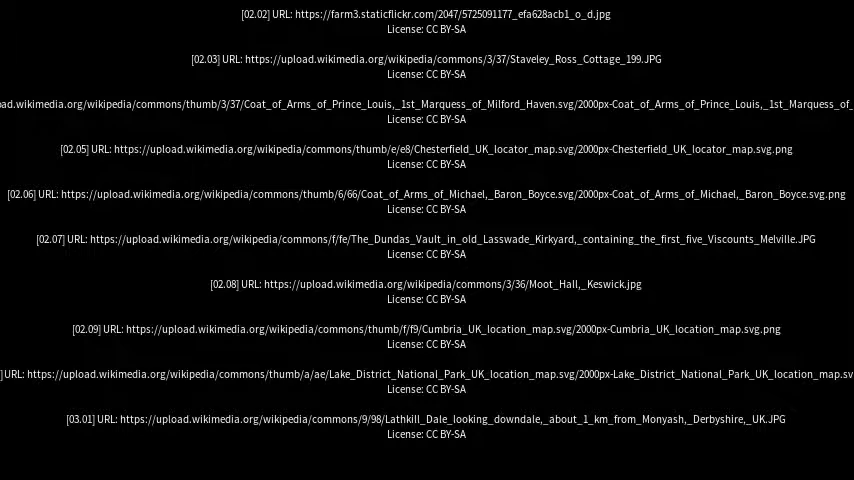 [02.02] URL: https://farm3.staticflickr.com/2047/5725091177_efa628acb1_o_d.jpg
License: CC BY-SA
[02.03] URL: https://upload.wikimedia.org/wikipedia/commons/3/37/Staveley_Ross_Cottage_199.JPG
License: CC BY-SA
oad.wikimedia.org/wikipedia/commons/thumb/3/37/Coat_of_Arms_of_Prince_Louis,_1st_Marquess_of_Milford_Haven.svg/2000px-Coat_of_Arms_of_Prince_Louis,_1st_Marquess_of_
License: CC BY-SA
[02.05] URL: https://upload.wikimedia.org/wikipedia/commons/thumb/e/e8/Chesterfield_UK_locator_map.svg/2000px-Chesterfield_UK_locator_map.svg.png
License: CC BY-SA
[02.06] URL: https://upload.wikimedia.org/wikipedia/commons/thumb/6/66/Coat_of_Arms_of_Michael,_Baron_Boyce.svg/2000px-Coat_of_Arms_of_Michael,_Baron_Boyce.svg.png
License: CC BY-SA
[02.07] URL: https://upload.wikimedia.org/wikipedia/commons/f/fe/The_Dundas_Vault_in_old_Lasswade_Kirkyard,_containing_the_first_five_Viscounts_Melville.JPG
License: CC BY-SA
[02.08] URL: https://upload.wikimedia.org/wikipedia/commons/3/36/Moot_Hall,_Keswick.jpg
License: CC BY-SA
[02.09] URL: https://upload.wikimedia.org/wikipedia/commons/thumb/f/f9/Cumbria_UK_location_map.svg/2000px-Cumbria_UK_location_map.svg.png
License: CC BY-SA
] URL: https://upload.wikimedia.org/wikipedia/commons/thumb/a/ae/Lake_District_National_Park_UK_location_map.svg/2000px-Lake_District_National_Park_UK_location_map.sv
License: CC BY-SA
[03.01] URL: https://upload.wikimedia.org/wikipedia/commons/9/98/Lathkill_Dale_looking_downdale,_about_1_km_from_Monyash,_Derbyshire,_UK.JPG
License: CC BY-SA